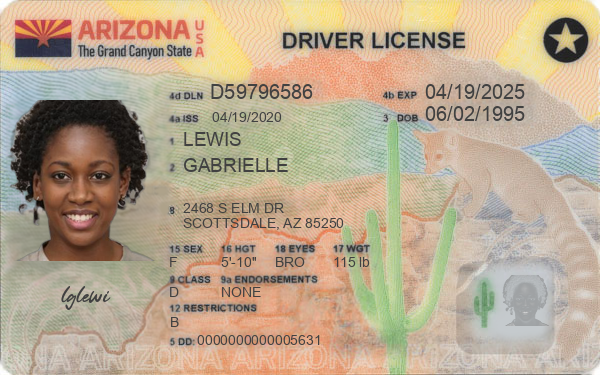 ARIZONA USA
The Grand Canyon State
DRIVER LICENSE
4d DLN D59796586
4b EXP 04/19/2025
4a ISS 04/19/2020
3 DOB 06/02/1995
1 LEWIS
2 GABRIELLE
8 2468 S ELM DR
SCOTTSDALE, AZ 85250
15 SEX 16 HGT 18 EYES 17 WGT
F 5'-10" BRO 115 lb
9 CLASS 9a ENDORSEMENTS
D NONE
12 RESTRICTIONS
B
5 DD: 0000000000005631
lglewi
ARIZONA ARIZONA ARIZONA ARIZONA ARIZ